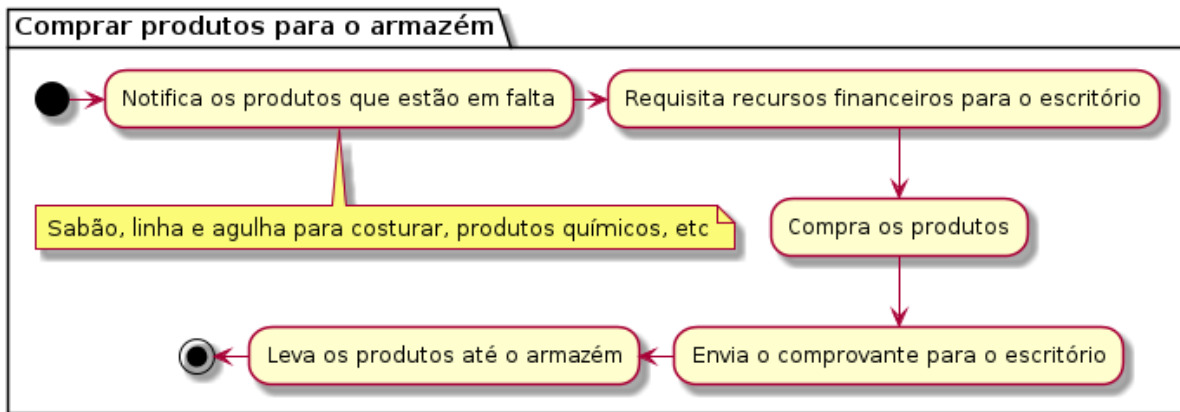 Comprar produtos para o armazém
Notifica os produtos que estão em falta
Requisita recursos financeiros para o escritório
Sabão, linha e agulha para costurar, produtos químicos, etc
Compra os produtos
Envia o comprovante para o escritório
Leva os produtos até o armazém